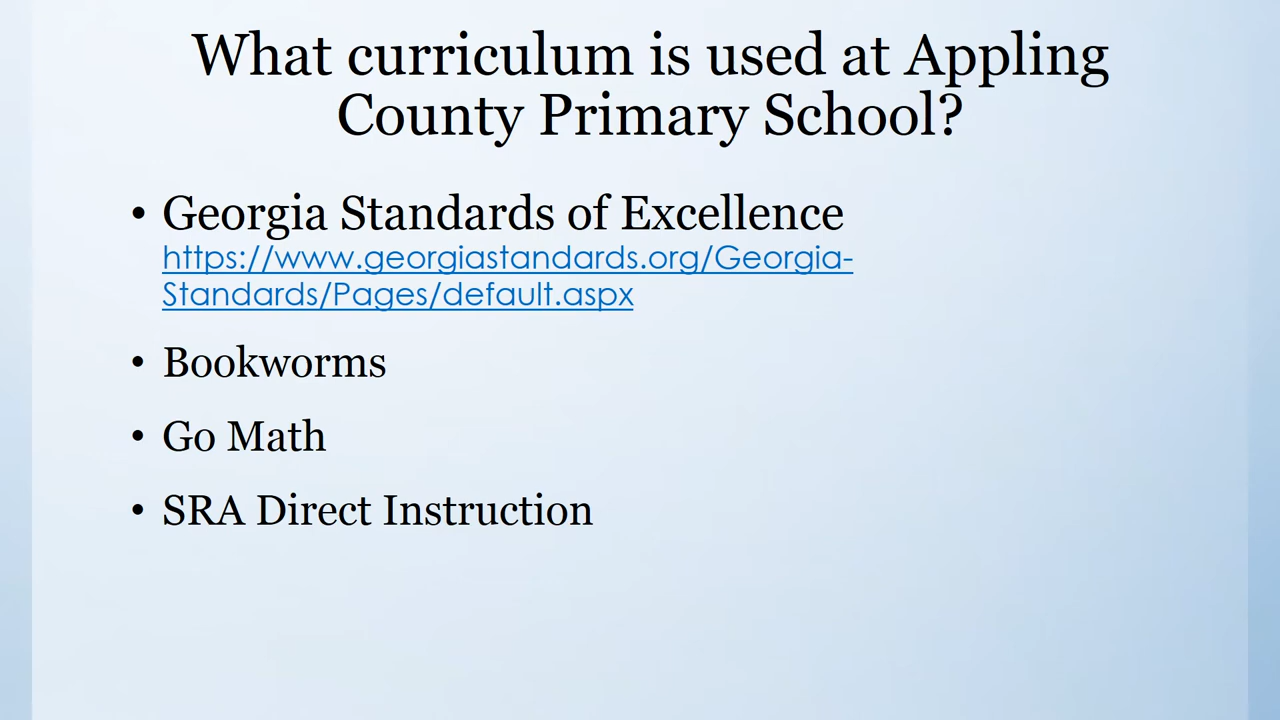 What curriculum is used at Appling
County Primary School?
• Georgia Standards of Excellence
https://www.georgiastandards.org/Georgia-
Standards/Pages/default.aspx
• Bookworms
• Go Math
• SRA Direct Instruction